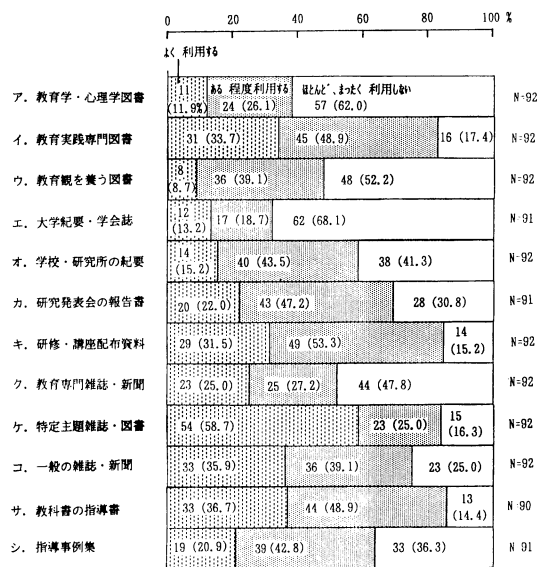 0 20 40 60 80 100 %
よく利用する
ある程度利用する
ほとんど、まったく利用しない
ア. 教育学・心理学図書 11 (11.9%) 24 (26.1) 57 (62.0) N=92
イ. 教育実践専門図書 31 (33.7) 45 (48.9) 16 (17.4) N=92
ウ. 教育観を養う図書 8 (8.7) 36 (39.1) 48 (52.2) N=92
エ. 大学紀要・学会誌 12 (13.2) 17 (18.7) 62 (68.1) N=91
オ. 学校・研究所の紀要 14 (15.2) 40 (43.5) 38 (41.3) N=92
カ. 研究発表会の報告書 20 (22.0) 43 (47.2) 28 (30.8) N=91
キ. 研修・講座配布資料 29 (31.5) 49 (53.3) 14 (15.2) N=92
ク. 教育専門雑誌・新聞 23 (25.0) 25 (27.2) 44 (47.8) N=92
ケ. 特定主題雑誌・図書 54 (58.7) 23 (25.0) 15 (16.3) N=92
コ. 一般の雑誌・新聞 33 (35.9) 36 (39.1) 23 (25.0) N=92
サ. 教科書の指導書 33 (36.7) 44 (48.9) 13 (14.4) N=90
シ. 指導事例集 19 (20.9) 39 (42.8) 33 (36.3) N=91